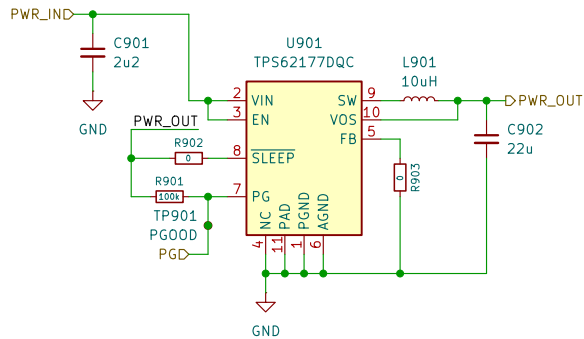 PWR_IN
C901
2u2
GND
U901
TPS62177DQC
L901
10uH
2
VIN
3
EN
SW
9
VOS
10
FB
5
PWR_OUT
C902
22u
PWR_OUT
R902
0
8
SLEEP
R901
100k
7
PG
TP901
PGOOD
PG
R903
0
NC
PAD
PGND
AGND
4
11
1
6
GND